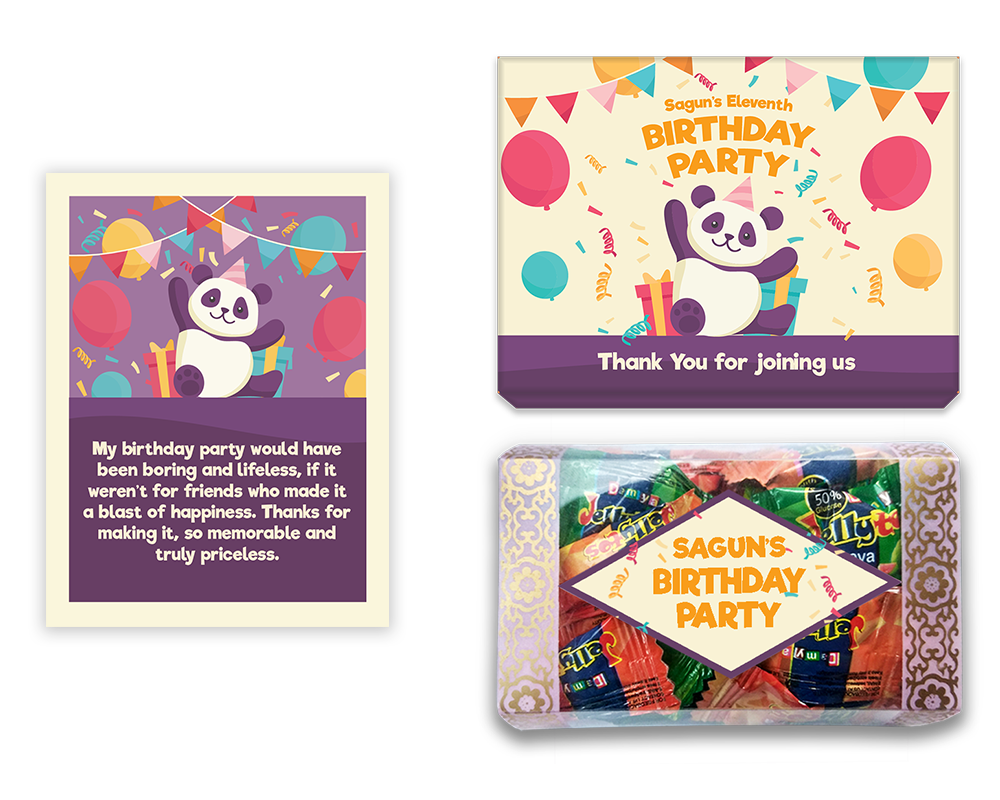 My birthday party would have
been boring and lifeless, if it
weren't for friends who made it
a blast of happiness. Thanks for
making it, so memorable and
truly priceless.
Sagun's Eleventh
BIRTHDAY
PARTY
Thank You for joining us
50%
Glucose
SAGUN'S
BIRTHDAY
PARTY